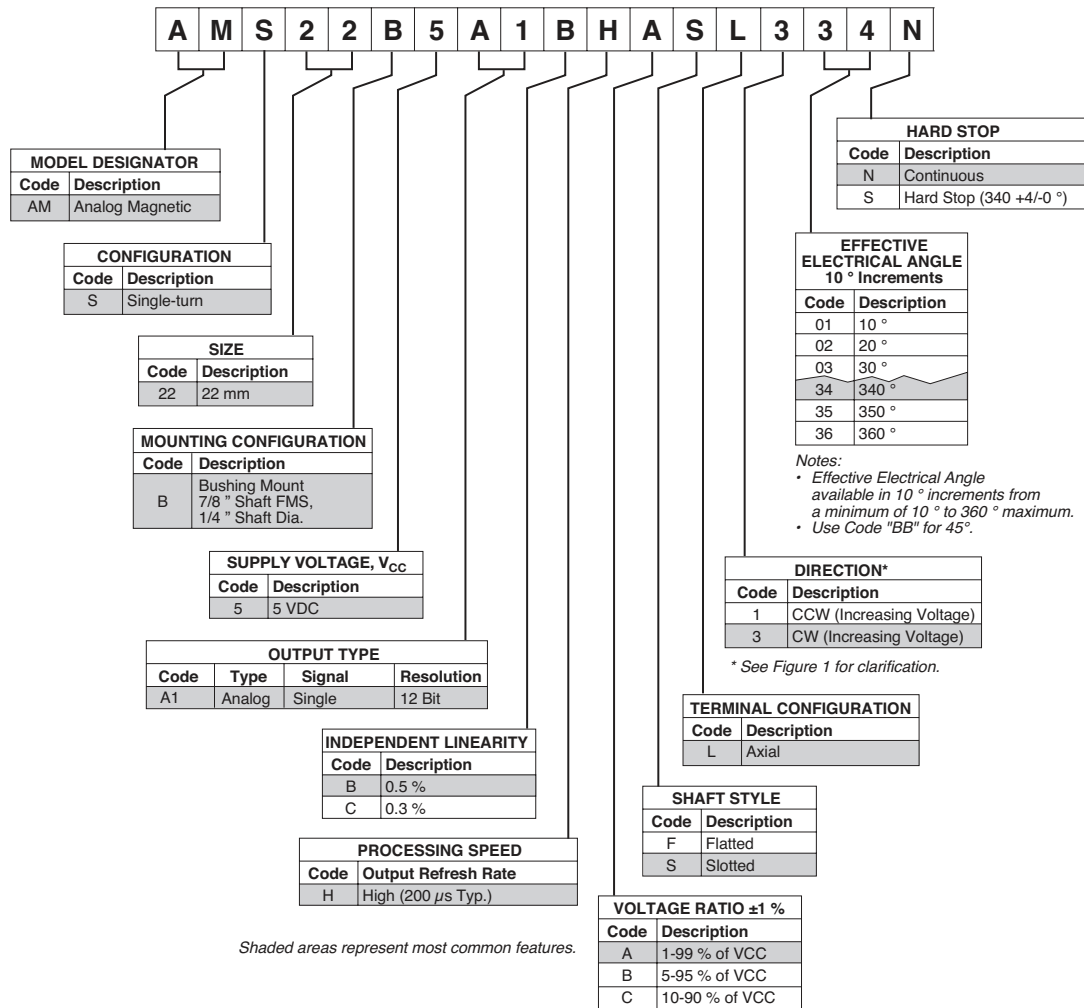 A M S 2 2 B 5 A 1 B H A S L 3 3 4 N
HARD STOP
Code Description
N Continuous
S Hard Stop (340 +4/-0 °)
MODEL DESIGNATOR
Code Description
AM Analog Magnetic
EFFECTIVE
ELECTRICAL ANGLE
10 ° Increments
Code Description
01 10 °
02 20 °
03 30 °
34 340 °
35 350 °
36 360 °
Notes:
• Effective Electrical Angle
available in 10 ° increments from
a minimum of 10 ° to 360 ° maximum.
• Use Code "BB" for 45°.
CONFIGURATION
Code Description
S Single-turn
SIZE
Code Description
22 22 mm
MOUNTING CONFIGURATION
Code Description
B Bushing Mount
7/8 ” Shaft FMS,
1/4 ” Shaft Dia.
SUPPLY VOLTAGE, VCC
Code Description
5 5 VDC
DIRECTION*
Code Description
1 CCW (Increasing Voltage)
3 CW (Increasing Voltage)
* See Figure 1 for clarification.
OUTPUT TYPE
Code Type Signal Resolution
A1 Analog Single 12 Bit
TERMINAL CONFIGURATION
Code Description
L Axial
INDEPENDENT LINEARITY
Code Description
B 0.5 %
C 0.3 %
SHAFT STYLE
Code Description
F Flatted
S Slotted
PROCESSING SPEED
Code Output Refresh Rate
H High (200 µs Typ.)
VOLTAGE RATIO ±1 %
Code Description
A 1-99 % of VCC
B 5-95 % of VCC
C 10-90 % of VCC
Shaded areas represent most common features.